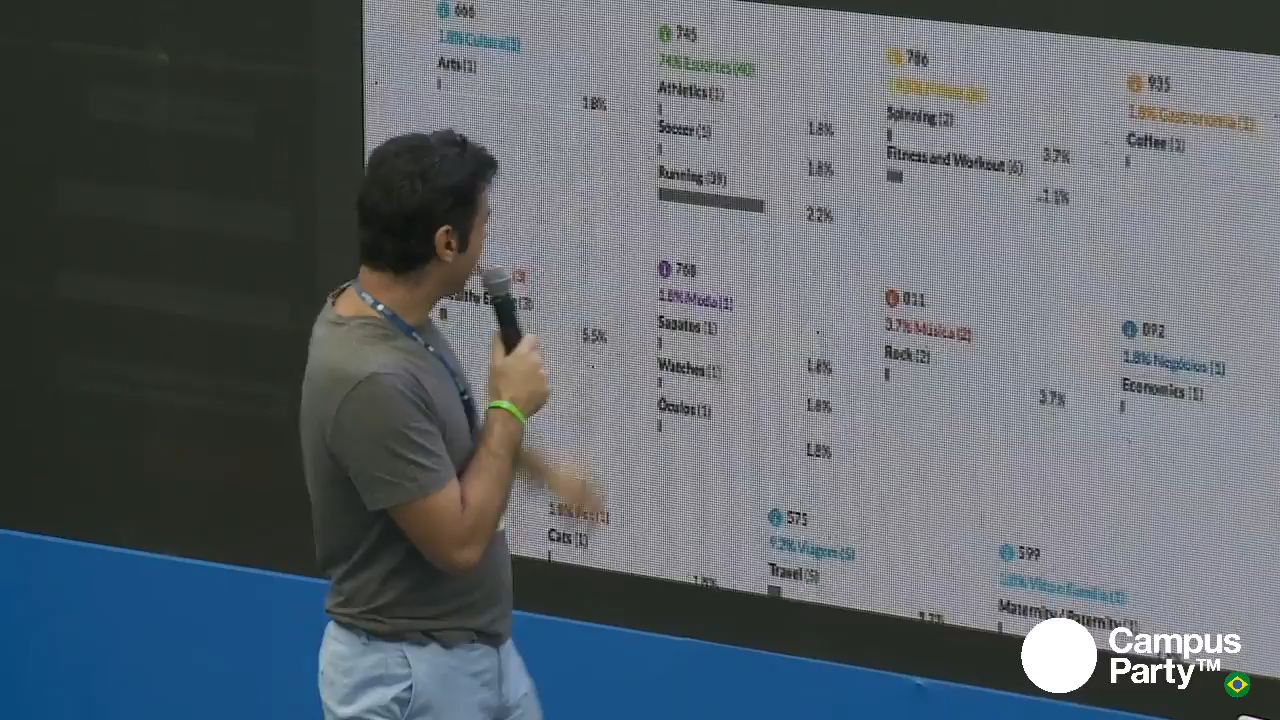 666
1.8% Cultura (1)
Arts (1)
1.8%
745
74% Esportes (40)
Athletics (1)
1.8%
Soccer (1)
1.8%
Running (39)
2.2%
786
Spinning (2)
3.7%
Fitness and Workout (6)
935
1.8% Gastronomia (1)
Coffee (1)
5.5%
768
1.8% Moda (1)
Sapatos (1)
1.8%
Watches (1)
1.8%
Oculos (1)
1.8%
011
3.7% Música (2)
Rock (2)
3.7%
092
1.8% Negócios (1)
Economics (1)
Cats (1)
575
9.2% Viagem (5)
Travel (5)
599
Maternity / Paternity (1)
Campus
Party™